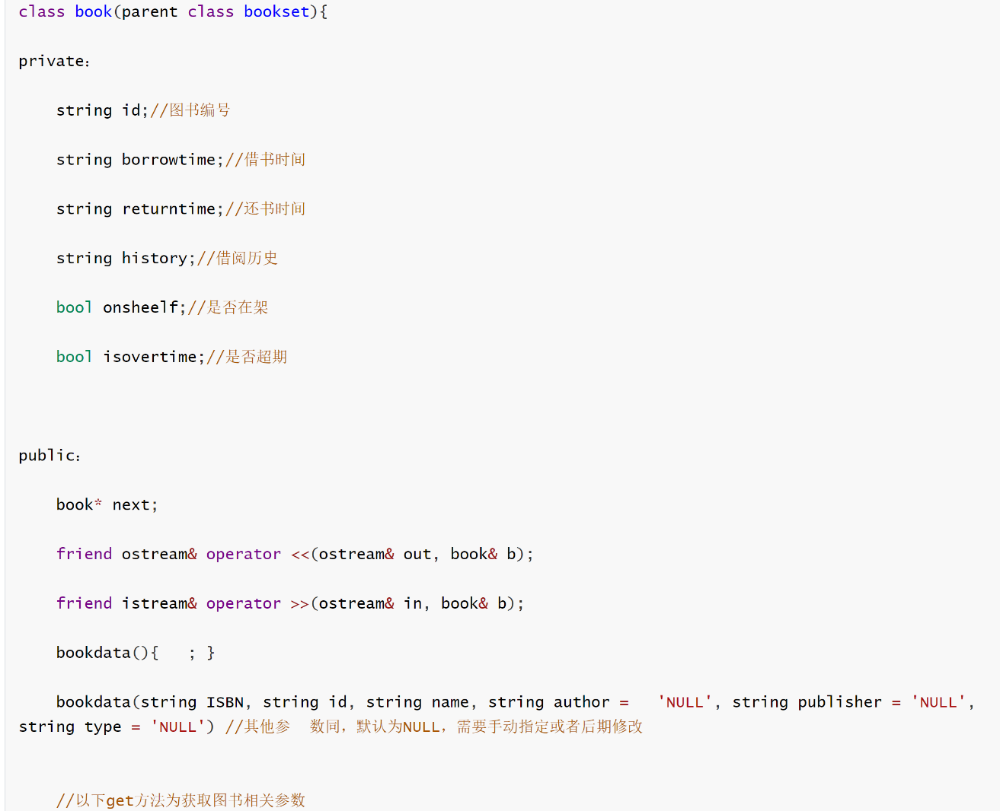 class book(parent class bookset){
private：
string id;//图书编号
string borrowtime;//借书时间
string returntime;//还书时间
string history;//借阅历史
bool onsheelf;//是否在架
bool isovertime;//是否超期
public：
book* next;
friend ostream& operator <<(ostream& out, book& b);
friend istream& operator >>(ostream& in, book& b);
bookdata(){   ; }
bookdata(string ISBN, string id, string name, string author =   'NULL', string publisher = 'NULL',
string type = 'NULL') //其他参  数同，默认为NULL，需要手动指定或者后期修改
//以下get方法为获取图书相关参数